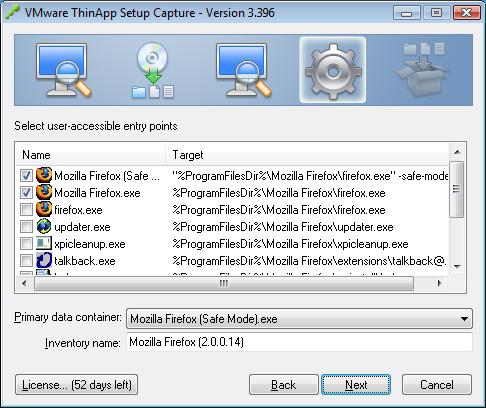 VMware ThinApp Setup Capture - Version 3.396
Select user-accessible entry points
Name Target
Mozilla Firefox (Safe ... "%ProgramFilesDir%\Mozilla Firefox\firefox.exe" -safe-mode
Mozilla Firefox.exe %ProgramFilesDir%\Mozilla Firefox\firefox.exe
firefox.exe %ProgramFilesDir%\Mozilla Firefox\firefox.exe
updater.exe %ProgramFilesDir%\Mozilla Firefox\updater.exe
xpicleanup.exe %ProgramFilesDir%\Mozilla Firefox\xpicleanup.exe
talkback.exe %ProgramFilesDir%\Mozilla Firefox\extensions\talkback@.
Primary data container: Mozilla Firefox (Safe Mode).exe
Inventory name: Mozilla Firefox (2.0.0.14)
License... (52 days left) Back Next Cancel